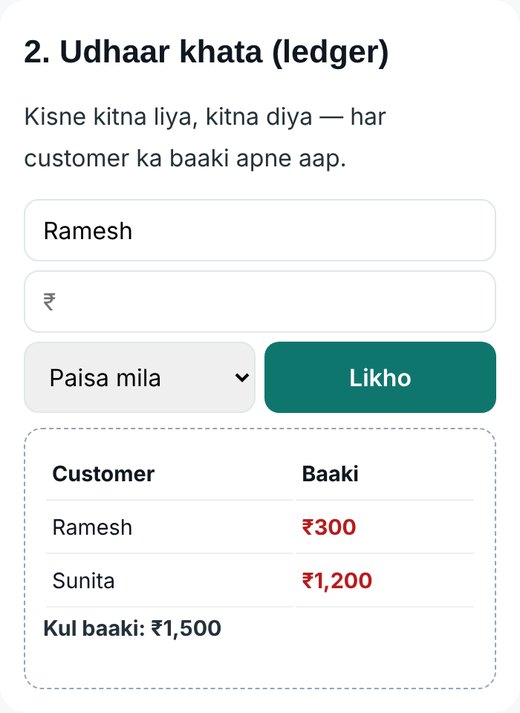 2. Udhaar khata (ledger)
Kisne kitna liya, kitna diya — har
customer ka baaki apne aap.
Ramesh
₹
Paisa mila
Likho
Customer Baaki
Ramesh ₹300
Sunita ₹1,200
Kul baaki: ₹1,500